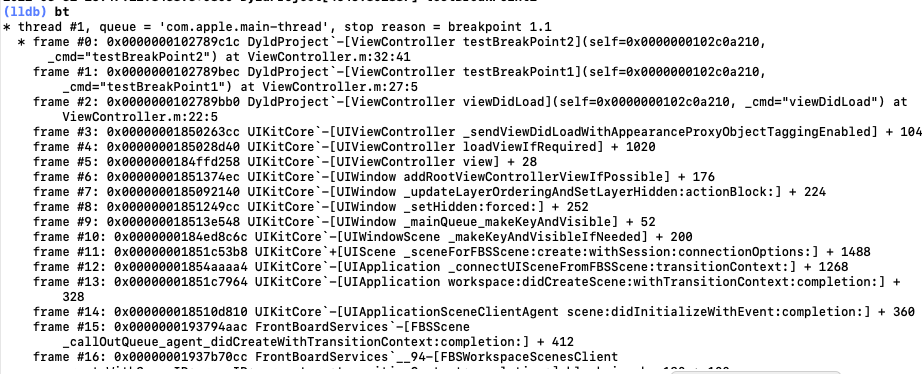 (lldb) bt
* thread #1, queue = 'com.apple.main-thread', stop reason = breakpoint 1.1
* frame #0: 0x0000000102789c1c DyldProject`-[ViewController testBreakPoint2](self=0x0000000102c0a210,
_cmd="testBreakPoint2") at ViewController.m:32:41
frame #1: 0x0000000102789bec DyldProject`-[ViewController testBreakPoint1](self=0x0000000102c0a210,
_cmd="testBreakPoint1") at ViewController.m:27:5
frame #2: 0x0000000102789bb0 DyldProject`-[ViewController viewDidLoad](self=0x0000000102c0a210, _cmd="viewDidLoad") at
ViewController.m:22:5
frame #3: 0x00000001850263cc UIKitCore`-[UIViewController _sendViewDidLoadWithAppearanceProxyObjectTaggingEnabled] + 104
frame #4: 0x0000000185028d40 UIKitCore`-[UIViewController loadViewIfRequired] + 1020
frame #5: 0x0000000184ffd258 UIKitCore`-[UIViewController view] + 28
frame #6: 0x00000001851374ec UIKitCore`-[UIWindow addRootViewControllerViewIfPossible] + 176
frame #7: 0x0000000185092140 UIKitCore`-[UIWindow _updateLayerOrderingAndSetLayerHidden:actionBlock:] + 224
frame #8: 0x00000001851249cc UIKitCore`-[UIWindow _setHidden:forced:] + 252
frame #9: 0x000000018513e548 UIKitCore`-[UIWindow _mainQueue_makeKeyAndVisible] + 52
frame #10: 0x0000000184ed8c6c UIKitCore`-[UIWindowScene _makeKeyAndVisibleIfNeeded] + 200
frame #11: 0x00000001851c53b8 UIKitCore`+[UIScene _sceneForFBSScene:create:withSession:connectionOptions:] + 1488
frame #12: 0x00000001854aaaa4 UIKitCore`-[UIApplication _connectUISceneFromFBSScene:transitionContext:] + 1268
frame #13: 0x00000001851c7964 UIKitCore`-[UIApplication workspace:didCreateScene:withTransitionContext:completion:] +
328
frame #14: 0x000000018510d810 UIKitCore`-[UIApplicationSceneClientAgent scene:didInitializeWithEvent:completion:] + 360
frame #15: 0x0000000193794aac FrontBoardServices`-[FBSScene
_callOutQueue_agent_didCreateWithTransitionContext:completion:] + 412
frame #16: 0x00000001937b70cc FrontBoardServices`__94-[FBSWorkspaceScenesClient